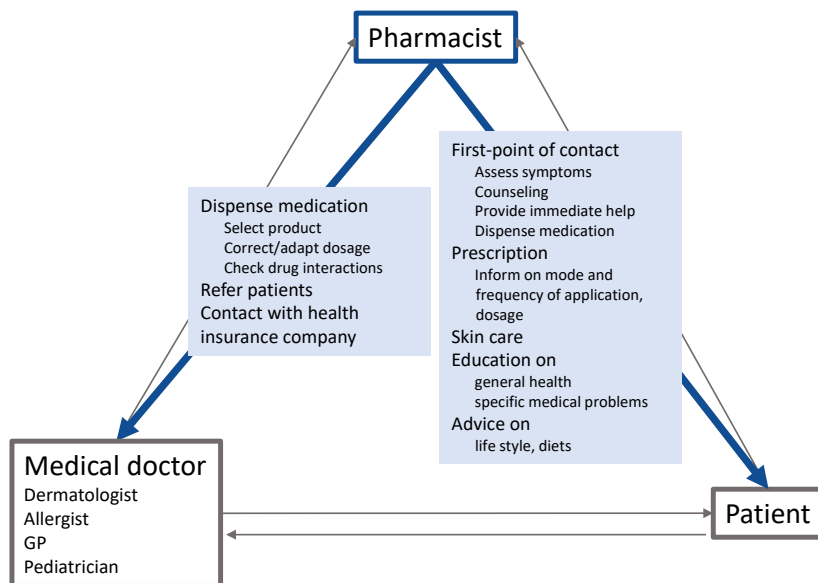 Pharmacist
Dispense medication
Select product
Correct/adapt dosage
Check drug interactions
Refer patients
Contact with health
insurance company
First-point of contact
Assess symptoms
Counseling
Provide immediate help
Dispense medication
Prescription
Inform on mode and
frequency of application,
dosage
Skin care
Education on
general health
specific medical problems
Advice on
life style, diets
Medical doctor
Dermatologist
Allergist
GP
Pediatrician
Patient